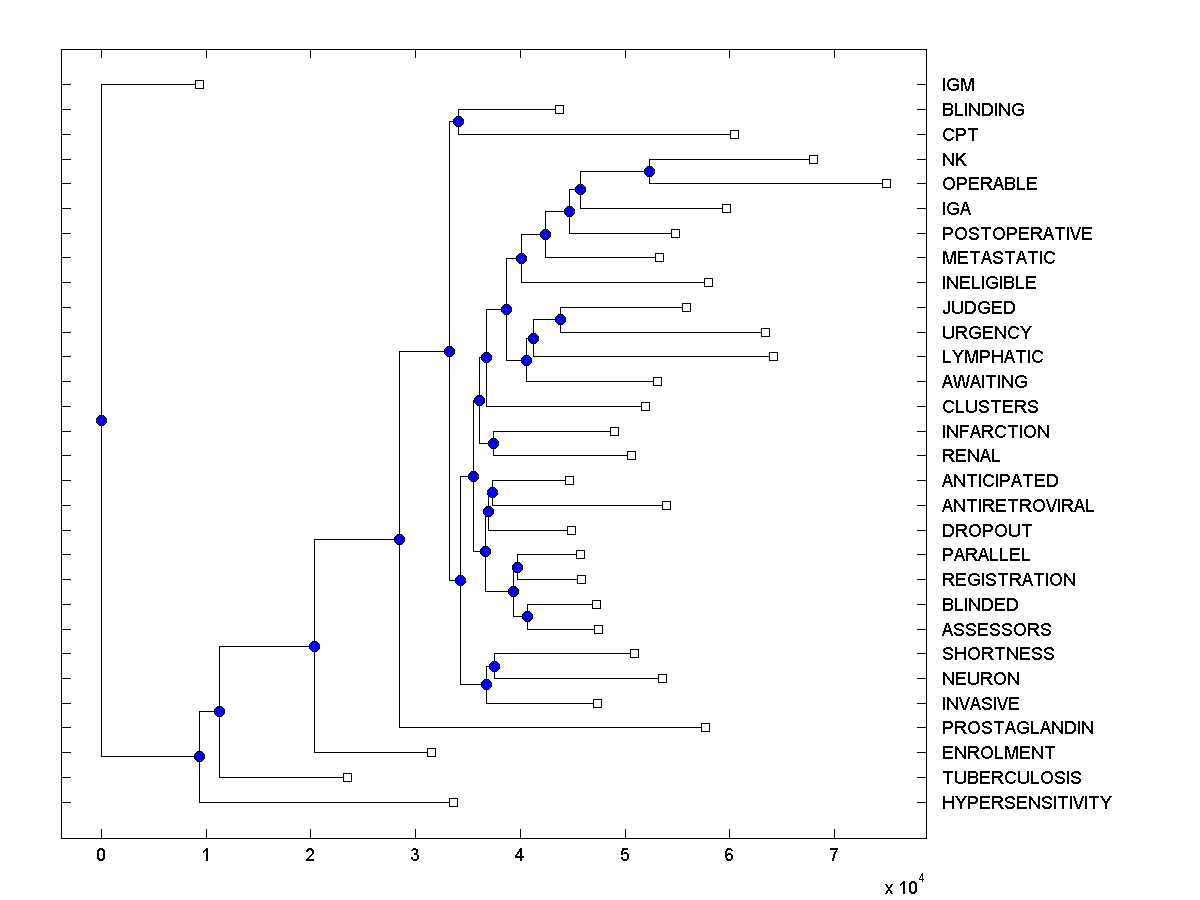 IGM
BLINDING
CPT
NK
OPERABLE
IGA
POSTOPERATIVE
METASTATIC
INELIGIBLE
JUDGED
URGENCY
LYMPHATIC
AWAITING
CLUSTERS
INFARCTION
RENAL
ANTICIPATED
ANTIRETROVIRAL
DROPOUT
PARALLEL
REGISTRATION
BLINDED
ASSESSORS
SHORTNESS
NEURON
INVASIVE
PROSTAGLANDIN
ENROLMENT
TUBERCULOSIS
HYPERSENSITIVITY
0 1 2 3 4 5 6 7
x 10^4